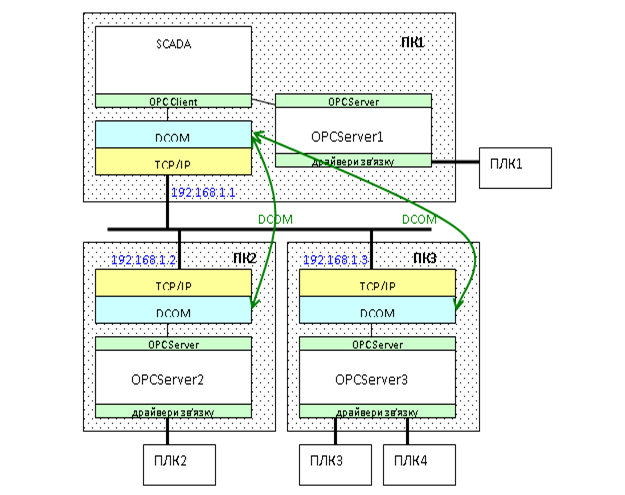 SCADA
ПК1
OPC Client
OPCServer
DCOM
OPCServer1
TCP/IP
драйвери зв'язку
ПЛК1
192.168.1.1
DCOM
DCOM
192.168.1.2
ПК2
192.168.1.3
ПК3
TCP/IP
TCP/IP
DCOM
DCOM
OPCServer
OPCServer
OPCServer2
OPCServer3
драйвери зв'язку
драйвери зв'язку
ПЛК2
ПЛК3
ПЛК4